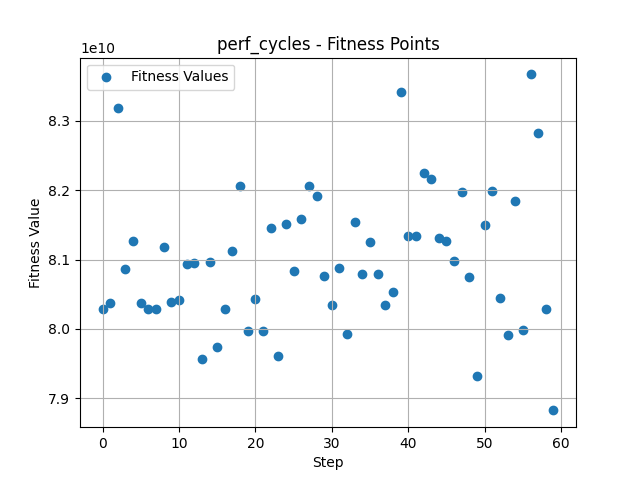 perf_cycles - Fitness Points
1e10
Fitness Values
8.3
8.2
8.1
8.0
7.9
Fitness Value
0 10 20 30 40 50 60
Step